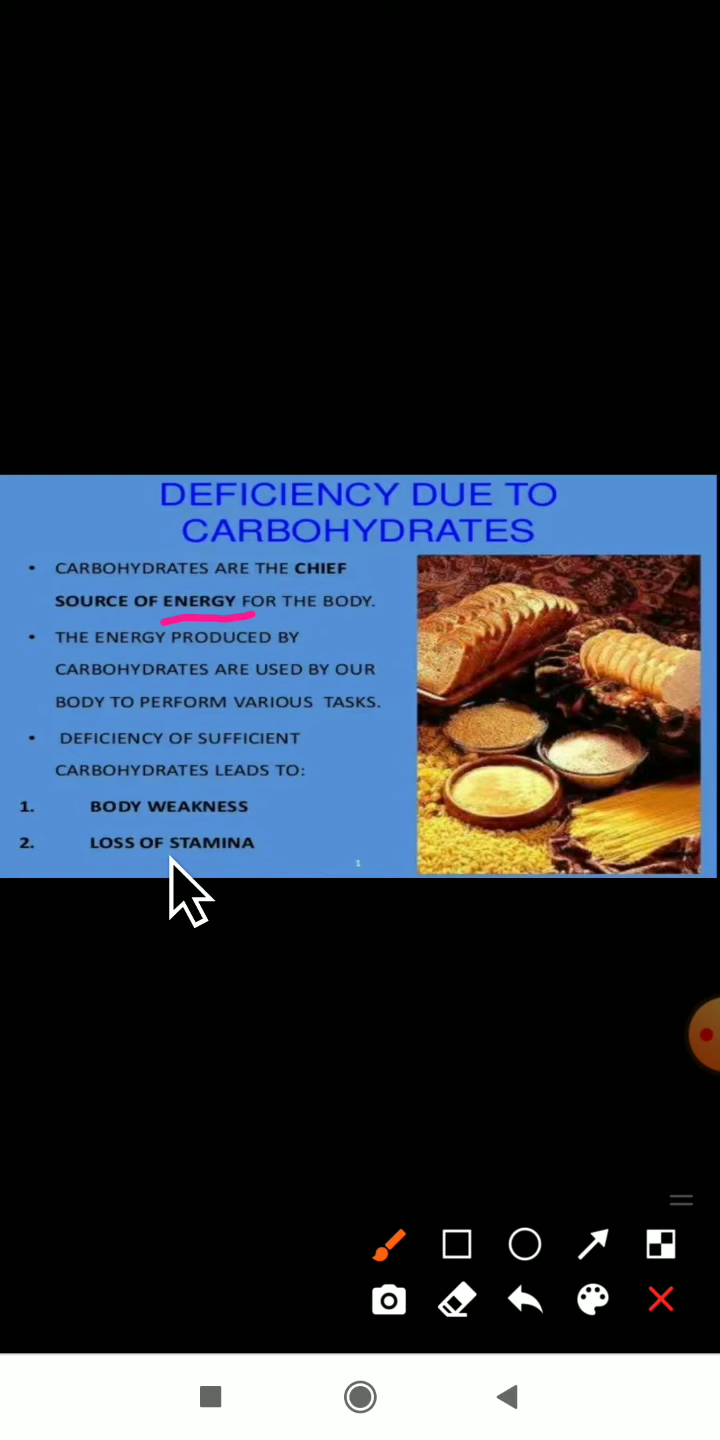 DEFICIENCY DUE TO
CARBOHYDRATES
• CARBOHYDRATES ARE THE CHIEF
SOURCE OF ENERGY FOR THE BODY.
• THE ENERGY PRODUCED BY
CARBOHYDRATES ARE USED BY OUR
BODY TO PERFORM VARIOUS TASKS.
• DEFICIENCY OF SUFFICIENT
CARBOHYDRATES LEADS TO:
1. BODY WEAKNESS
2. LOSS OF STAMINA
1